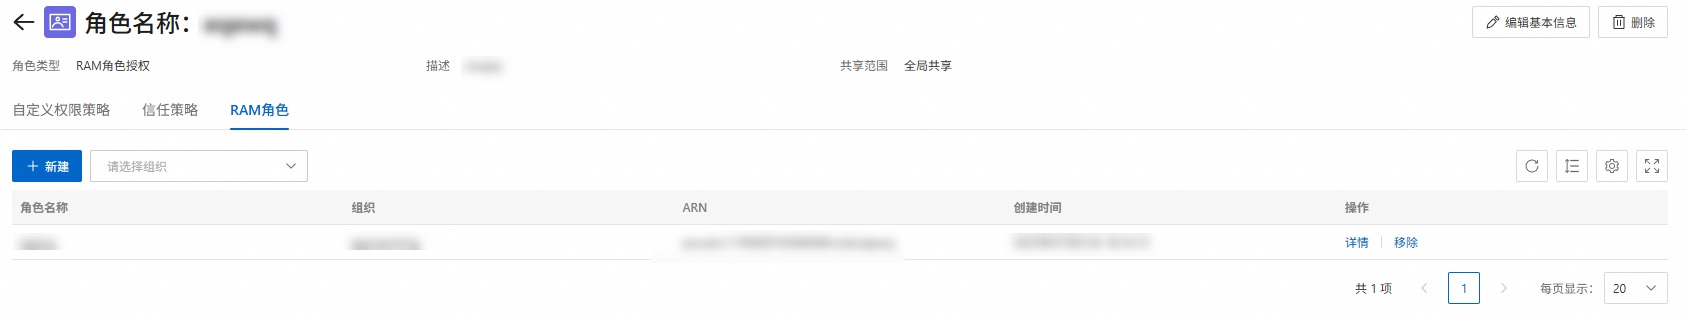 角色名称：
编辑基本信息 删除
角色类型 RAM角色授权 描述 共享范围 全局共享
自定义权限策略 信任策略 RAM角色
新建 请选择组织
角色名称 组织 ARN 创建时间 操作
详情 移除
共 1 项 1 每页显示： 20